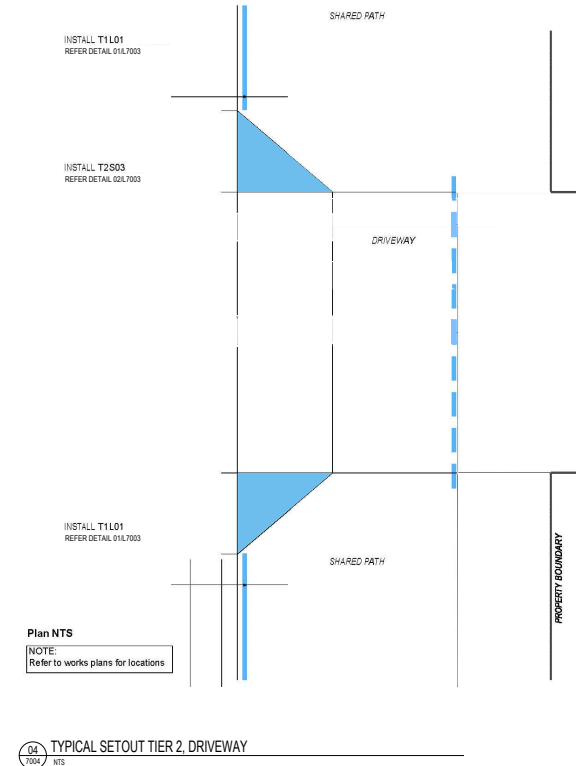 SHARED PATH
INSTALL T1L01
REFER DETAIL 01/L7003
INSTALL T2S03
REFER DETAIL 02/L7003
DRIVEWAY
INSTALL T1L01
REFER DETAIL 01/L7003
SHARED PATH
PROPERTY BOUNDARY
Plan NTS
NOTE:
Refer to works plans for locations
04
7004
TYPICAL SETOUT TIER 2, DRIVEWAY
NTS